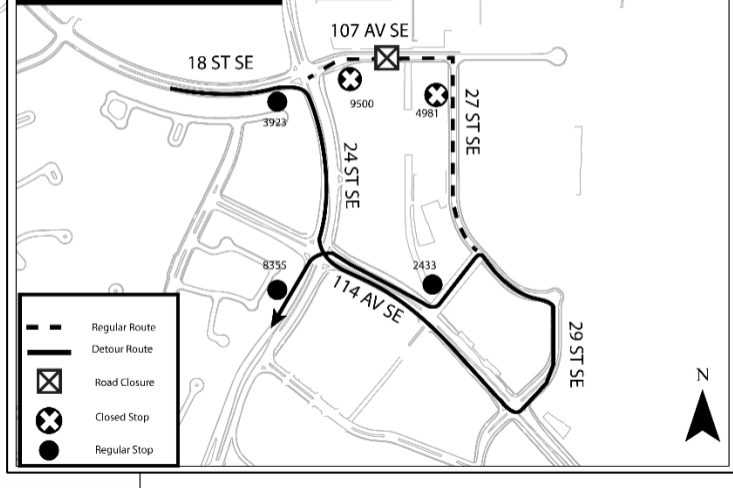 107 AV SE
18 ST SE
9500
4981
3923
27 ST SE
24 ST SE
8355
2433
114 AV SE
29 ST SE
Regular Route
Detour Route
Road Closure
Closed Stop
Regular Stop
N